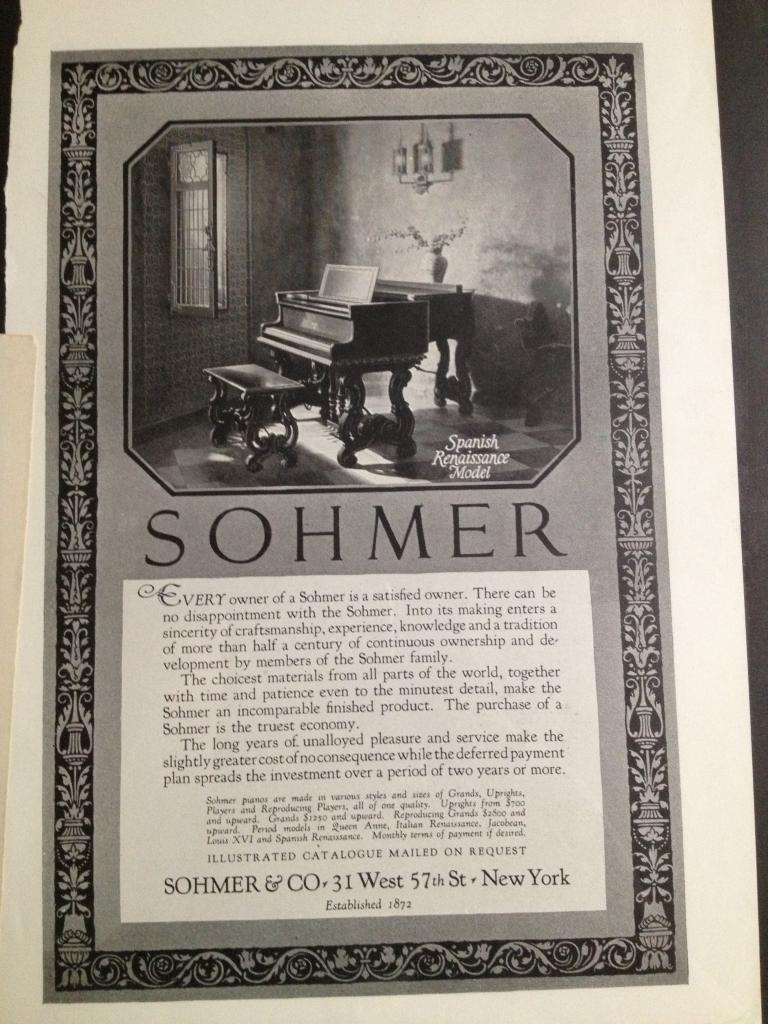 Spanish
Renaissance
Model
SOHMER
EVERY owner of a Sohmer is a satisfied owner. There can be
no disappointment with the Sohmer. Into its making enters a
sincerity of craftsmanship, experience, knowledge and a tradition
of more than half a century of continuous ownership and de-
velopment by members of the Sohmer family.
The choicest materials from all parts of the world, together
with time and patience even to the minutest detail, make the
Sohmer an incomparable finished product. The purchase of a
Sohmer is the truest economy.
The long years of unalloyed pleasure and service make the
slightly greater cost of no consequence while the deferred payment
plan spreads the investment over a period of two years or more.
Sohmer pianos are made in various styles and sizes of Grands, Uprights,
Players and Reproducing Players, all of one quality. Uprights from $700
and upward. Grands $1250 and upward. Reproducing Grands $2800 and
upward. Period models in Queen Anne, Italian Renaissance, Jacobean,
Louis XVI and Spanish Renaissance. Monthly terms of payment if desired.
ILLUSTRATED CATALOGUE MAILED ON REQUEST
SOHMER & CO · 31 West 57th St · New York
Established 1872